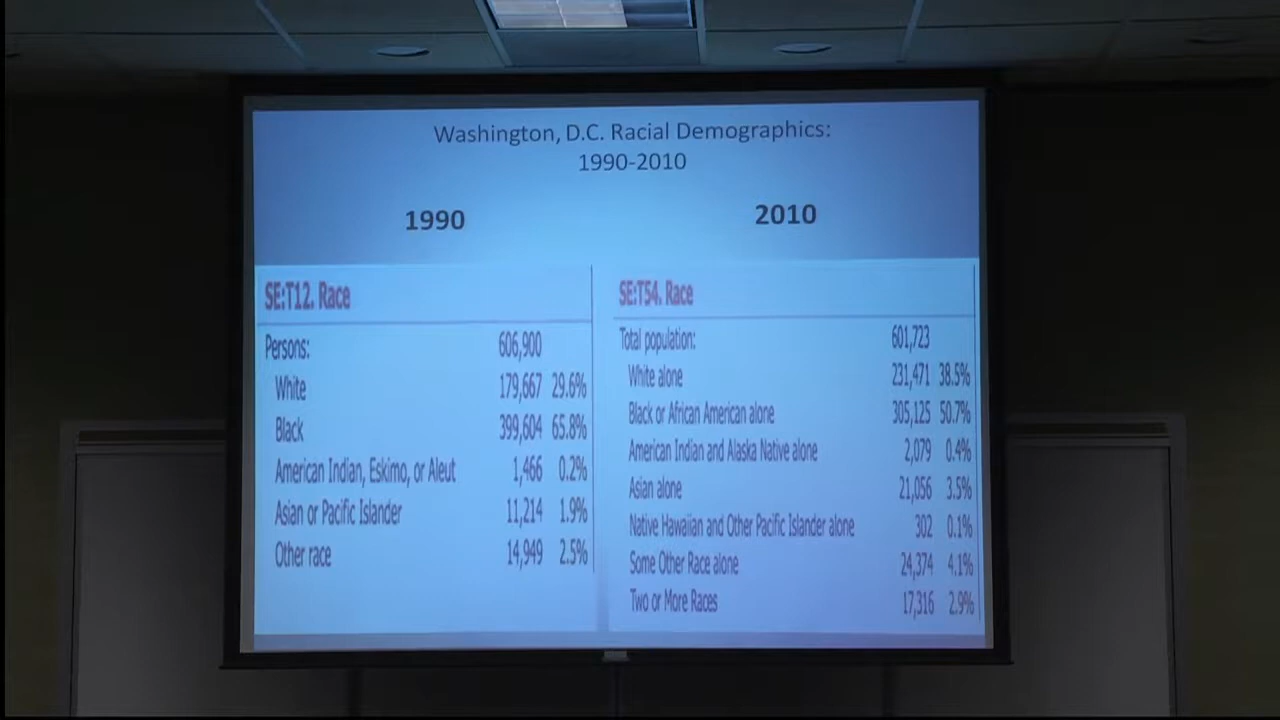 Washington, D.C. Racial Demographics:
1990-2010
1990
SE:T12. Race
Persons: 606,900
White 179,667 29.6%
Black 399,604 65.8%
American Indian, Eskimo, or Aleut 1,466 0.2%
Asian or Pacific Islander 11,214 1.9%
Other race 14,949 2.5%
2010
SE:T54. Race
Total population: 601,723
White alone 231,471 38.5%
Black or African American alone 305,125 50.7%
American Indian and Alaska Native alone 2,079 0.4%
Asian alone 21,056 3.5%
Native Hawaiian and Other Pacific Islander alone 302 0.1%
Some Other Race alone 24,374 4.1%
Two or More Races 17,316 2.9%